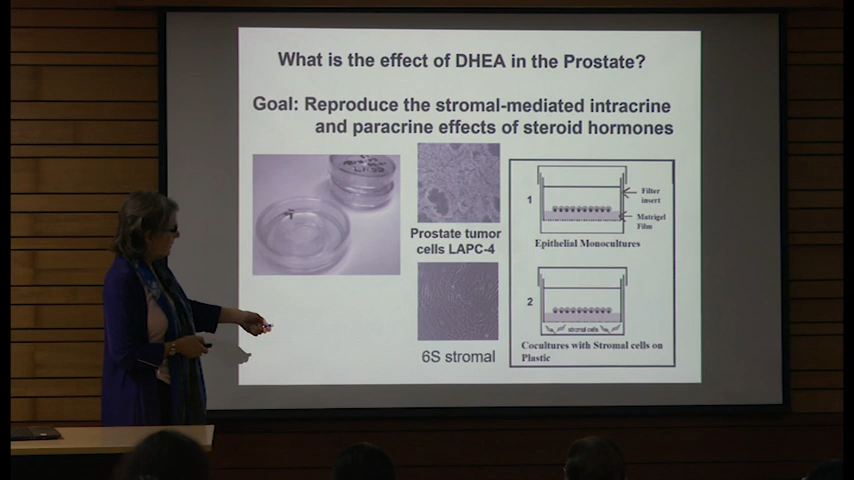 What is the effect of DHEA in the Prostate?
Goal: Reproduce the stromal-mediated intracrine
and paracrine effects of steroid hormones
Prostate tumor
cells LAPC-4
6S stromal
1
Filter
insert
Matrigel
Film
Epithelial Monocultures
2
stromal cells
Cocultures with Stromal cells on
Plastic